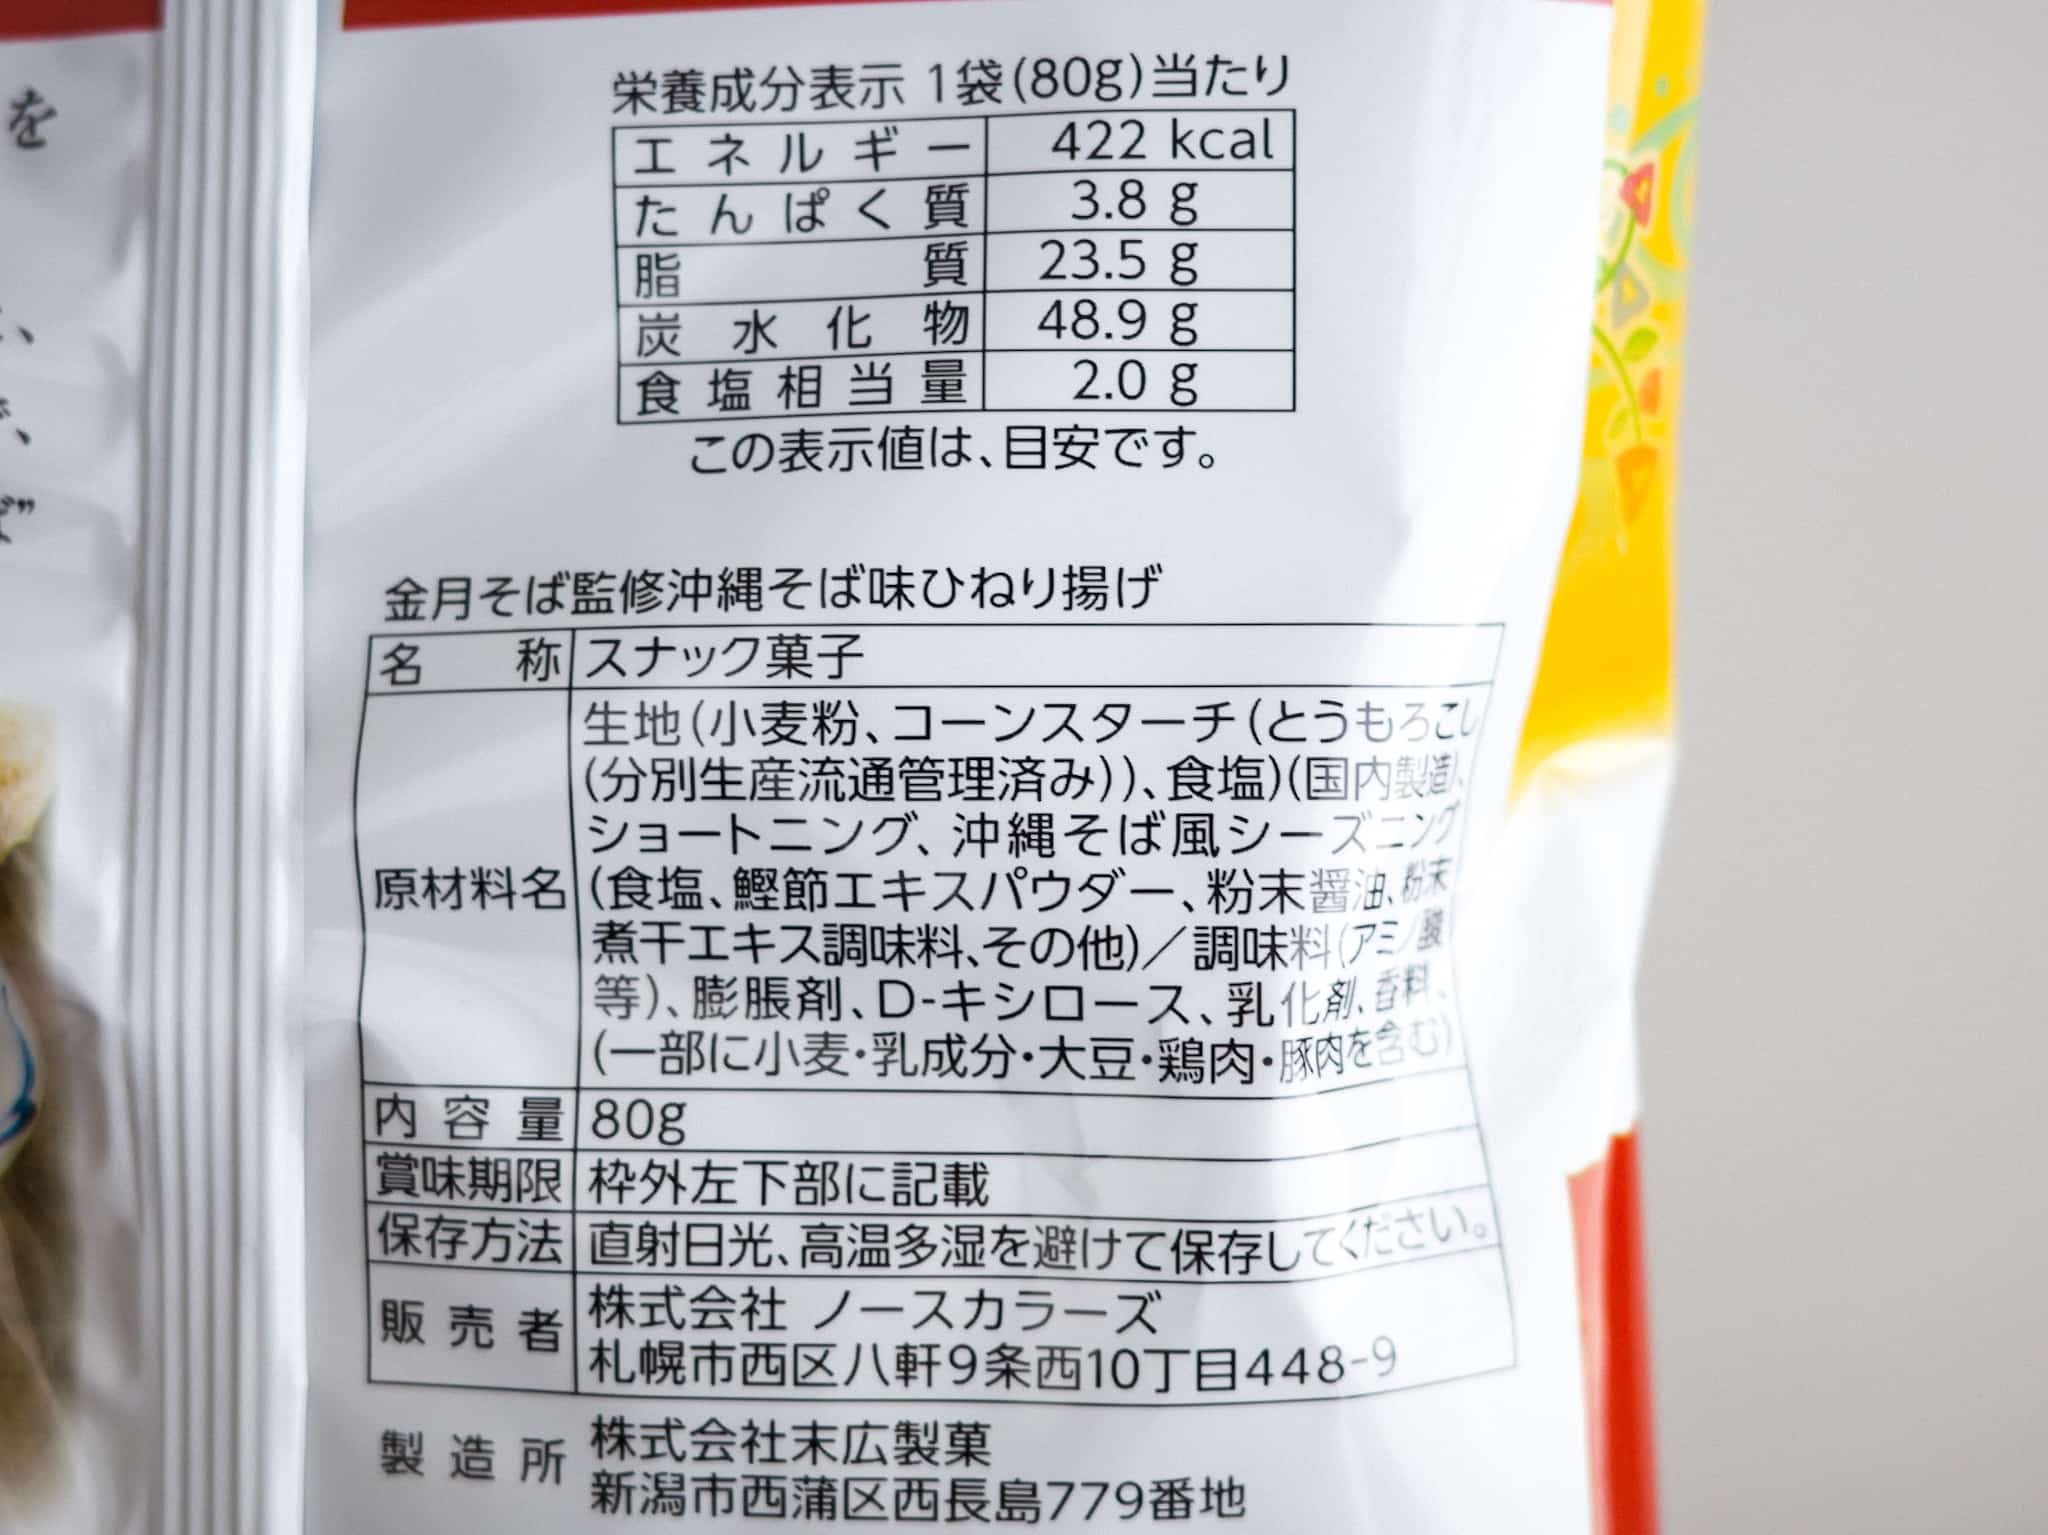 を
栄養成分表示 1袋(80g)当たり
エネルギー 422 kcal
たんぱく質 3.8 g
脂質 23.5 g
炭水化物 48.9 g
食塩相当量 2.0 g
この表示値は、目安です。
金月そば監修沖縄そば味ひねり揚げ
名称 スナック菓子
原材料名 生地(小麦粉、コーンスターチ(とうもろこし
(分別生産流通管理済み))、食塩)(国内製造)、
ショートニング、沖縄そば風シーズニング
(食塩、鰹節エキスパウダー、粉末醤油、粉末
煮干エキス調味料、その他)／調味料(アミノ酸
等)、膨脹剤、D-キシロース、乳化剤、香料、
(一部に小麦・乳成分・大豆・鶏肉・豚肉を含む)
内容量 80g
賞味期限 枠外左下部に記載
保存方法 直射日光、高温多湿を避けて保存してください。
販売者 株式会社 ノースカラーズ
札幌市西区八軒9条西10丁目448-9
製造所 株式会社末広製菓
新潟市西蒲区西長島779番地